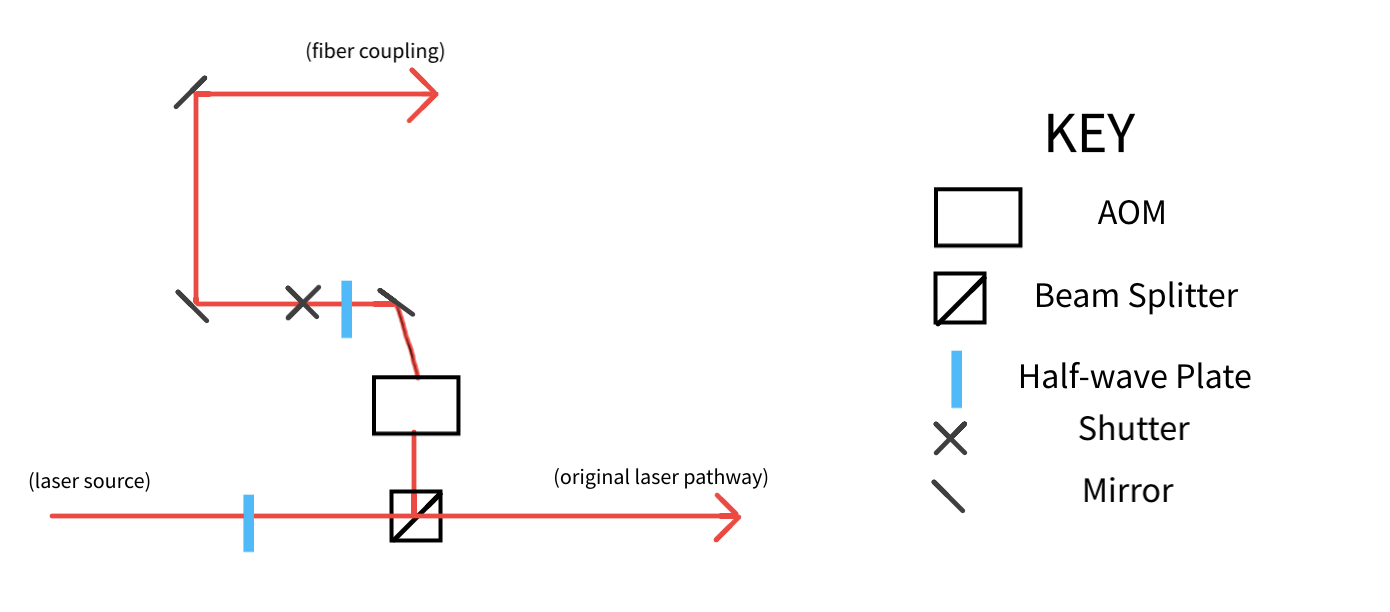 (fiber coupling)
(laser source)
(original laser pathway)
KEY
AOM
Beam Splitter
Half-wave Plate
Shutter
Mirror